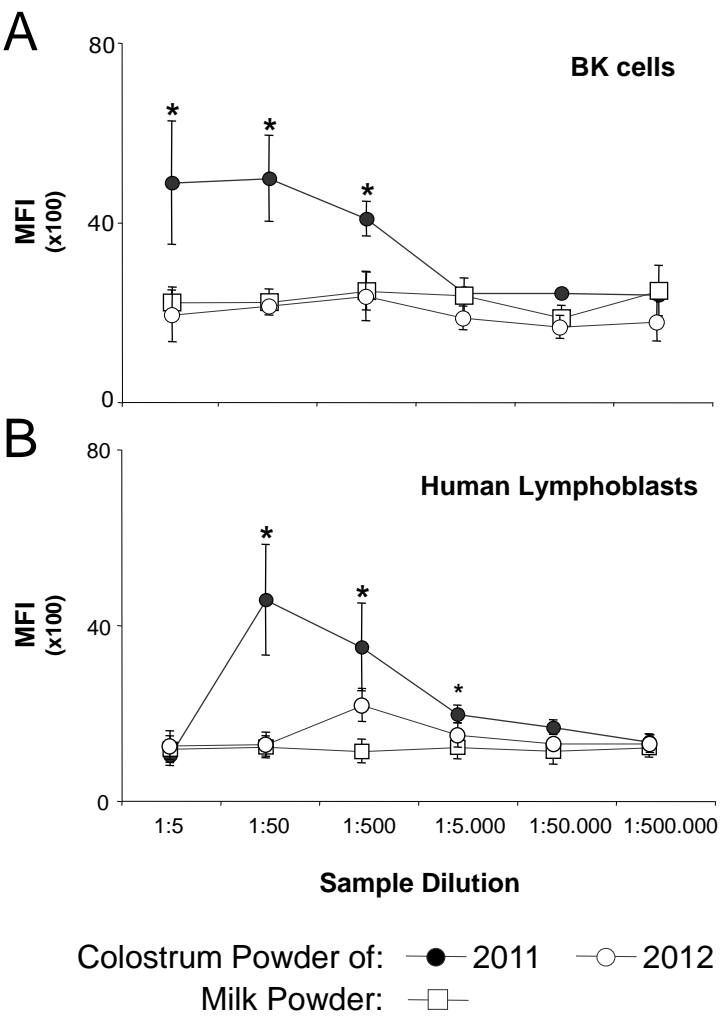 A
80
BK cells
*
*
*
MFI
(x100)
40
0
B
80
Human Lymphoblasts
*
*
*
MFI
(x100)
40
0
1:5 1:50 1:500 1:5.000 1:50.000 1:500.000
Sample Dilution
Colostrum Powder of: 2011 2012
Milk Powder: